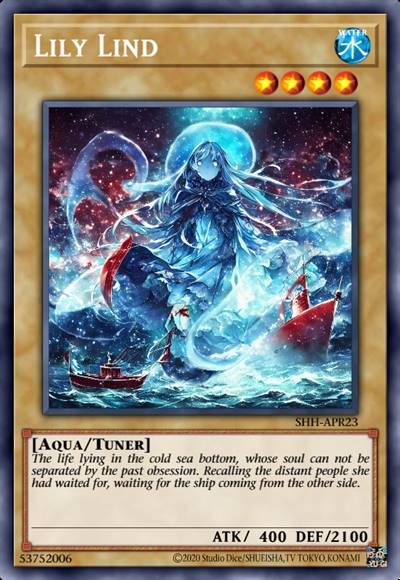 LILY LIND
WATER
水
SHH-APR23
[AQUA/TUNER]
The life lying in the cold sea bottom, whose soul can not be
separated by the past obsession. Recalling the distant people she
had waited for, waiting for the ship coming from the other side.
ATK/ 400 DEF/2100
53752006
©2020 Studio Dice/SHUEISHA,TV TOKYO,KONAMI